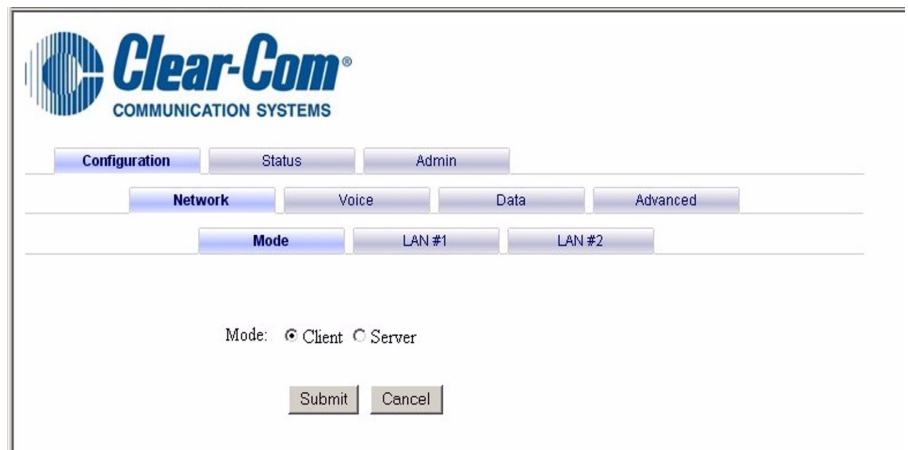 Clear-Com®
COMMUNICATION SYSTEMS
Configuration Status Admin
Network Voice Data Advanced
Mode LAN #1 LAN #2
Mode: Client Server
Submit Cancel